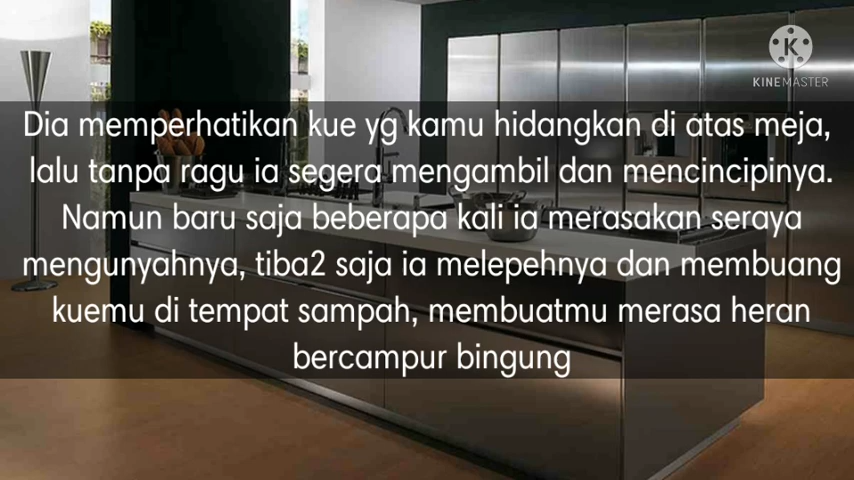 KINEMASTER
Dia memperhatikan kue yg kamu hidangkan di atas meja,
lalu tanpa ragu ia segera mengambil dan mencincipinya.
Namun baru saja beberapa kali ia merasakan seraya
mengunyahnya, tiba2 saja ia melepehnya dan membuang
kuemu di tempat sampah, membuatmu merasa heran
bercampur bingung